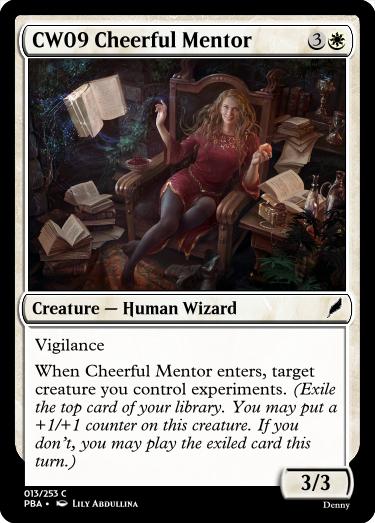 CW09 Cheerful Mentor 3
Creature — Human Wizard
Vigilance
When Cheerful Mentor enters, target
creature you control experiments. (Exile
the top card of your library. You may put a
+1/+1 counter on this creature. If you
don't, you may play the exiled card this
turn.)
3/3
013/253 C
PBA • Lily Abdullina
Denny